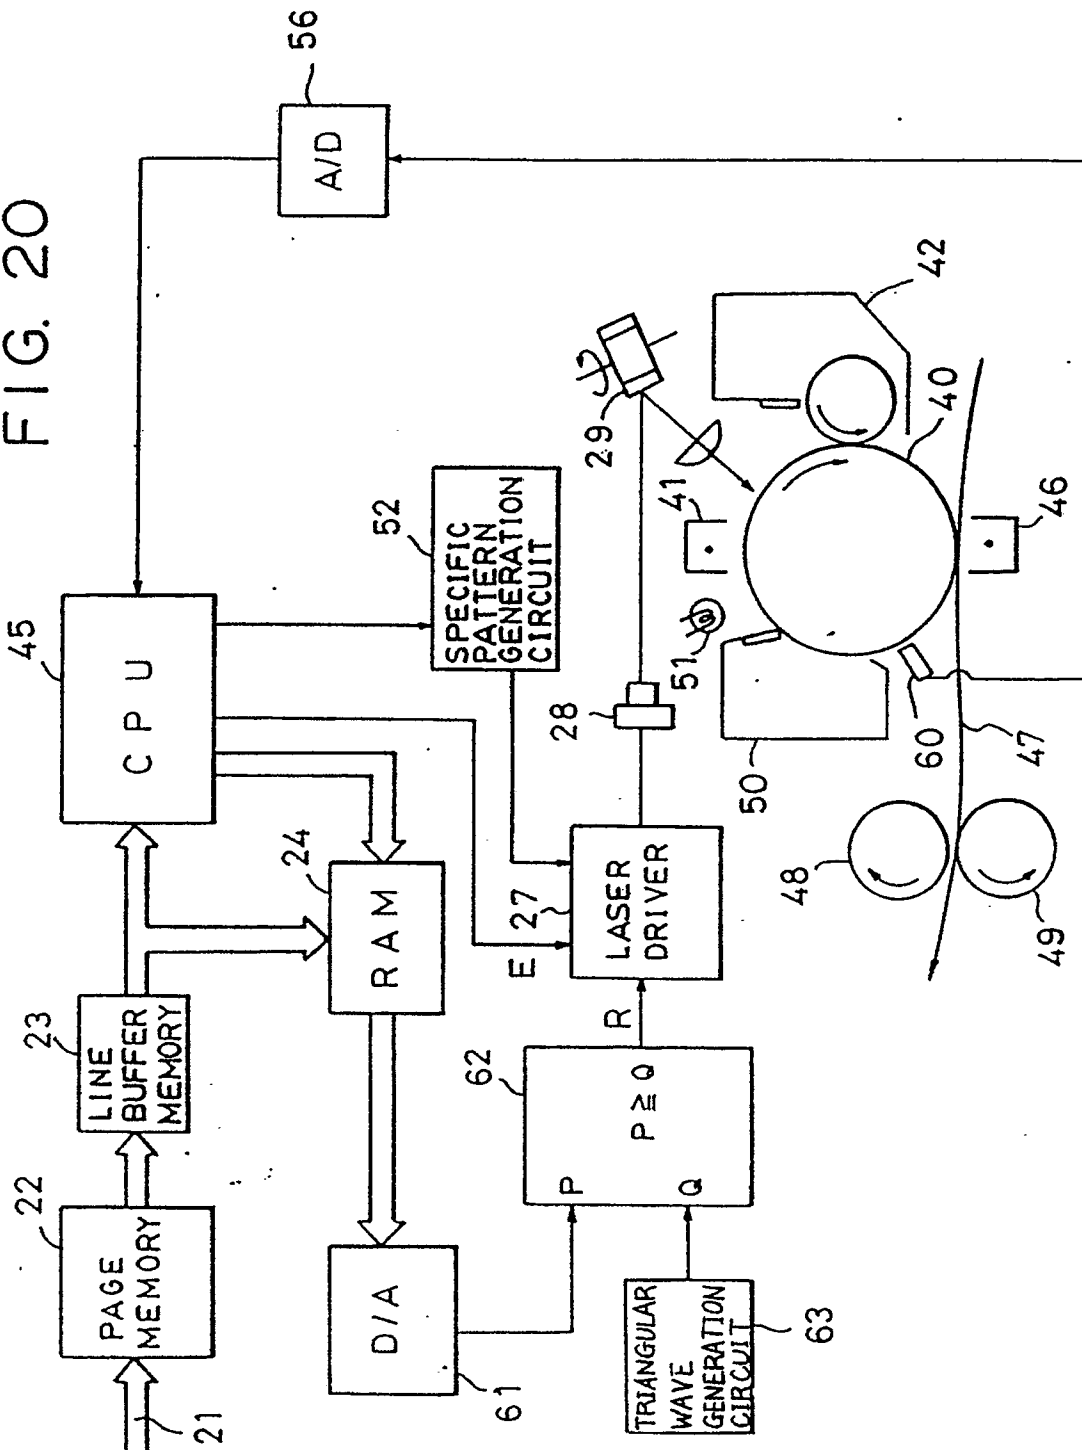 FIG. 20
21
22
PAGE
MEMORY
23
LINE
BUFFER
MEMORY
45
CPU
56
A/D
24
RAM
61
D/A
52
SPECIFIC
PATTERN
GENERATION
CIRCUIT
62
P
Q
P ≧ Q
63
TRIANGULAR
WAVE
GENERATION
CIRCUIT
R
E
27
LASER
DRIVER
28
29
41
42
40
46
51
50
60
47
48
49